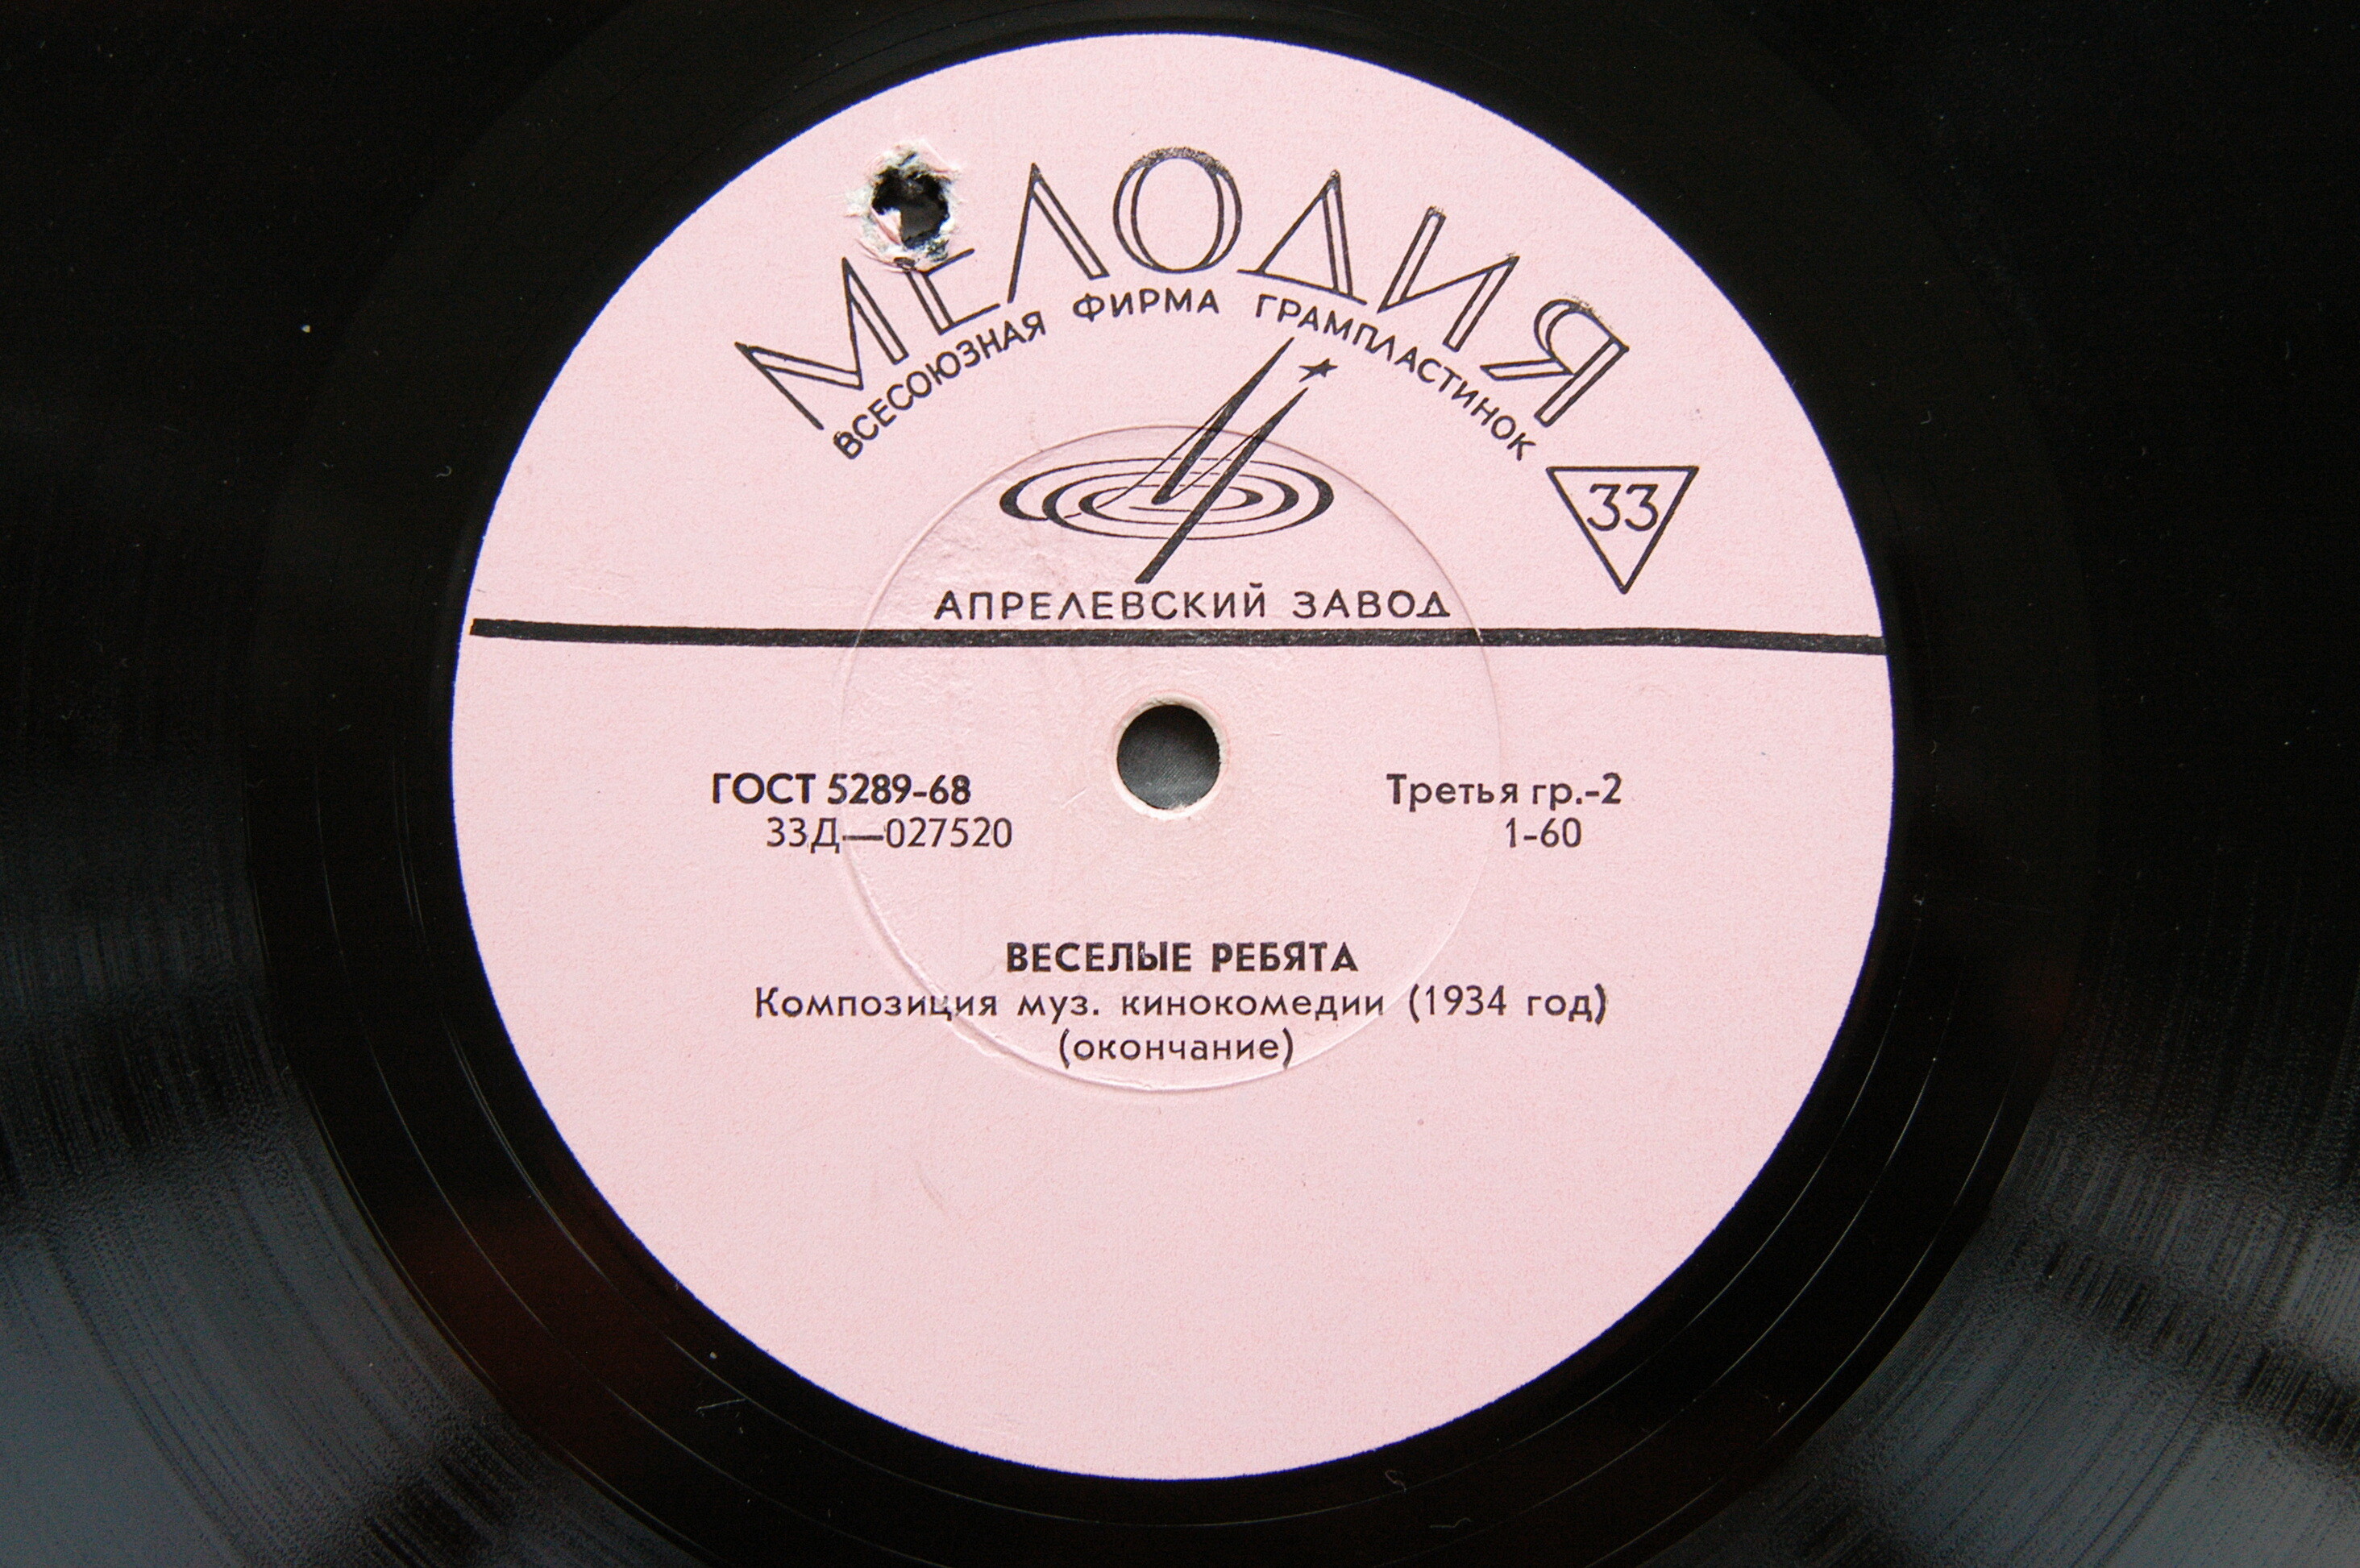 МЕЛОДИЯ
ВСЕСОЮЗНАЯ ФИРМА ГРАМПЛАСТИНОК
33
АПРЕЛЕВСКИЙ ЗАВОД
ГОСТ 5289-68 Третья гр.-2
33Д—027520 1-60
ВЕСЕЛЫЕ РЕБЯТА
Композиция муз. кинокомедии (1934 год)
(окончание)